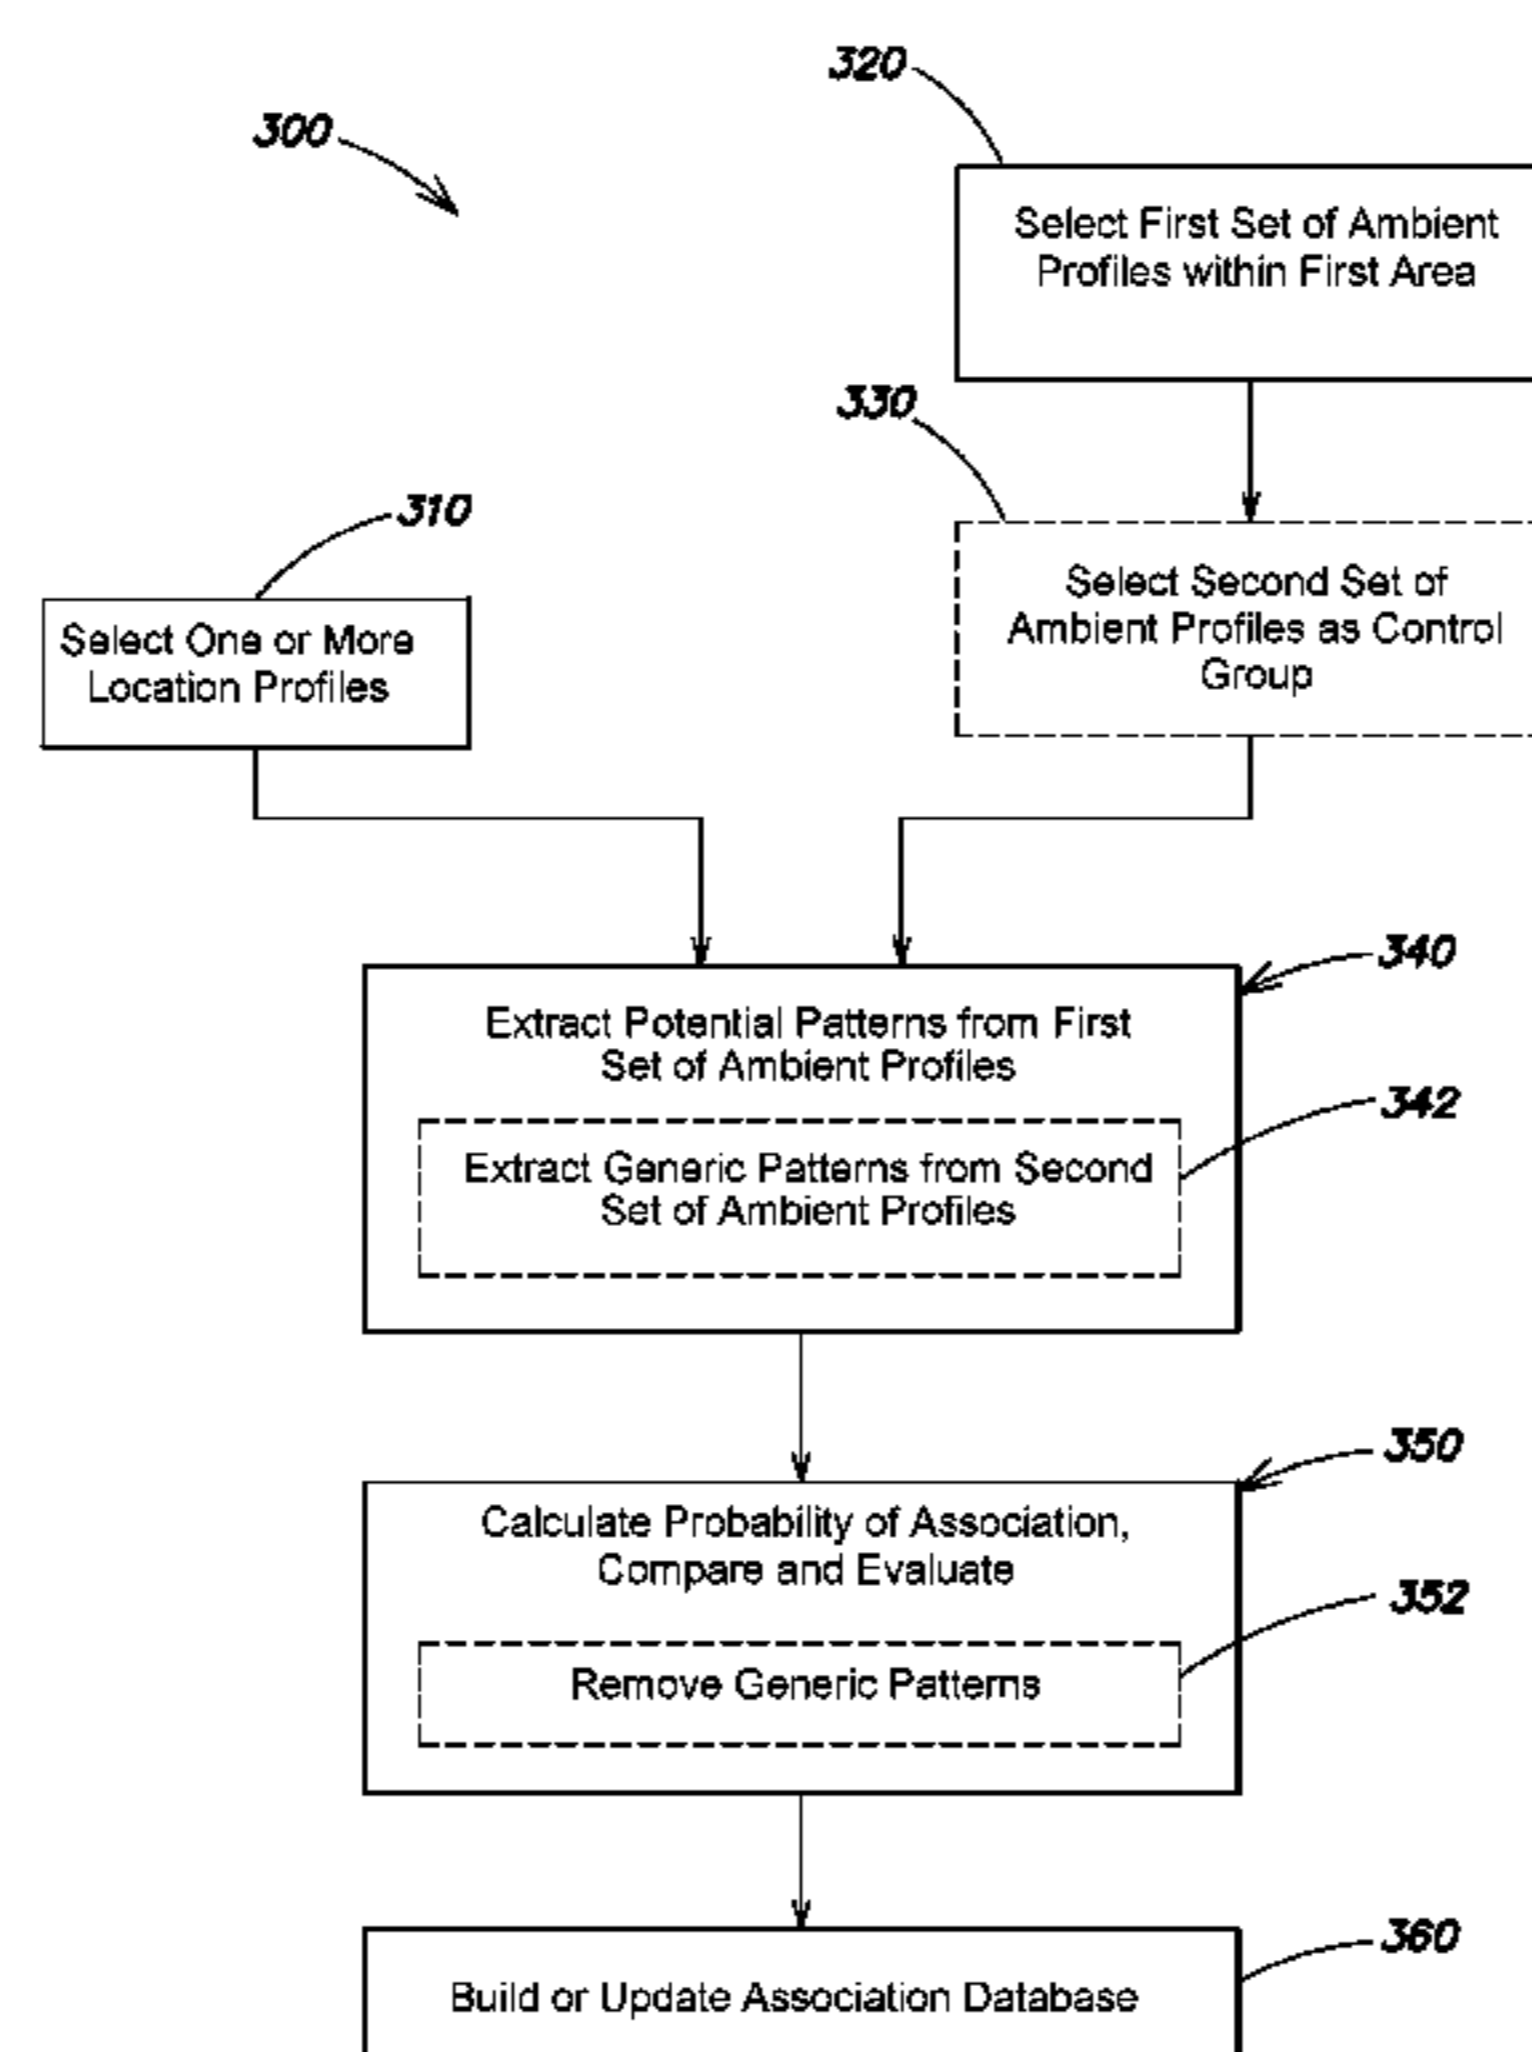 320
300
Select First Set of Ambient
Profiles within First Area
330
310
Select Second Set of
Ambient Profiles as Control
Group
Select One or More
Location Profiles
340
Extract Potential Patterns from First
Set of Ambient Profiles
342
Extract Generic Patterns from Second
Set of Ambient Profiles
350
Calculate Probability of Association,
Compare and Evaluate
352
Remove Generic Patterns
360
Build or Update Association Database